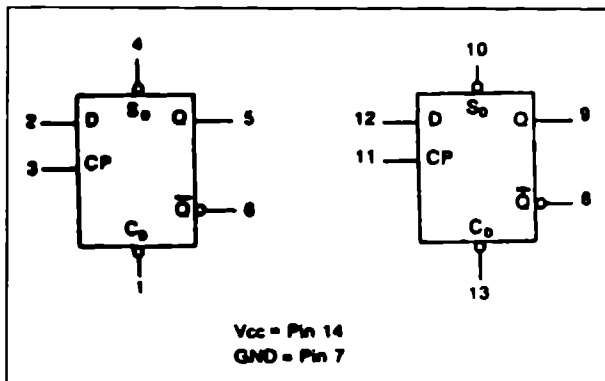 4
10
2 D S_D Q 5
12 D S_D Q 9
3 CP
11 CP
Q̅ 6
Q̅ 8
C_D
C_D
1
13
Vcc = Pin 14
GND = Pin 7